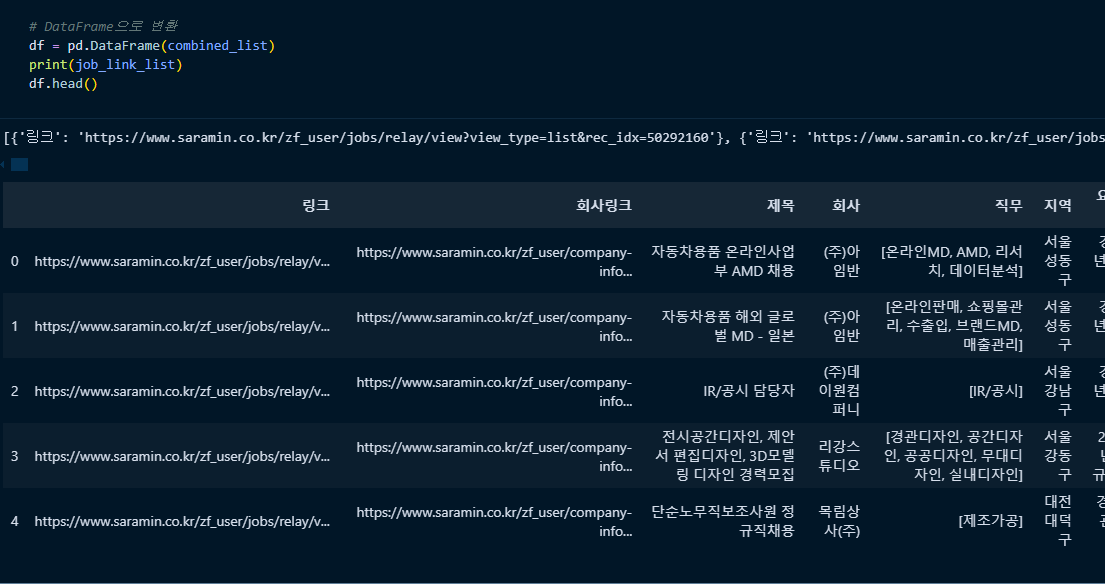 # DataFrame으로 변환
df = pd.DataFrame(combined_list)
print(job_link_list)
df.head()
[{'링크': 'https://www.saramin.co.kr/zf_user/jobs/relay/view?view_type=list&rec_idx=50292160'}, {'링크': 'https://www.saramin.co.kr/zf_user/jobs
링크 회사링크 제목 회사 직무 지역
0 https://www.saramin.co.kr/zf_user/jobs/relay/v... https://www.saramin.co.kr/zf_user/company-info... 자동차용품 온라인사업부 AMD 채용 (주)아임반 [온라인MD, AMD, 리서치, 데이터분석] 서울 성동구
1 https://www.saramin.co.kr/zf_user/jobs/relay/v... https://www.saramin.co.kr/zf_user/company-info... 자동차용품 해외 글로벌 MD - 일본 (주)아임반 [온라인판매, 쇼핑몰관리, 수출입, 브랜드MD, 매출관리] 서울 성동구
2 https://www.saramin.co.kr/zf_user/jobs/relay/v... https://www.saramin.co.kr/zf_user/company-info... IR/공시 담당자 (주)데이원컴퍼니 [IR/공시] 서울 강남구
3 https://www.saramin.co.kr/zf_user/jobs/relay/v... https://www.saramin.co.kr/zf_user/company-info... 전시공간디자인, 제안서 편집디자인, 3D모델링 디자인 경력모집 리강스튜디오 [경관디자인, 공간디자인, 공공디자인, 무대디자인, 실내디자인] 서울 강동구
4 https://www.saramin.co.kr/zf_user/jobs/relay/v... https://www.saramin.co.kr/zf_user/company-info... 단순노무직보조사원 정규직채용 목림상사(주) [제조가공] 대전 대덕구